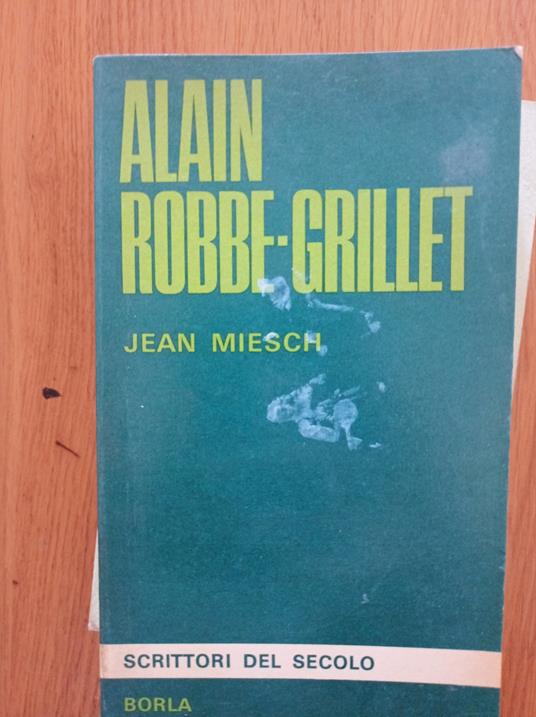 ALAIN
ROBBE-GRILLET
JEAN MIESCH
SCRITTORI DEL SECOLO
BORLA